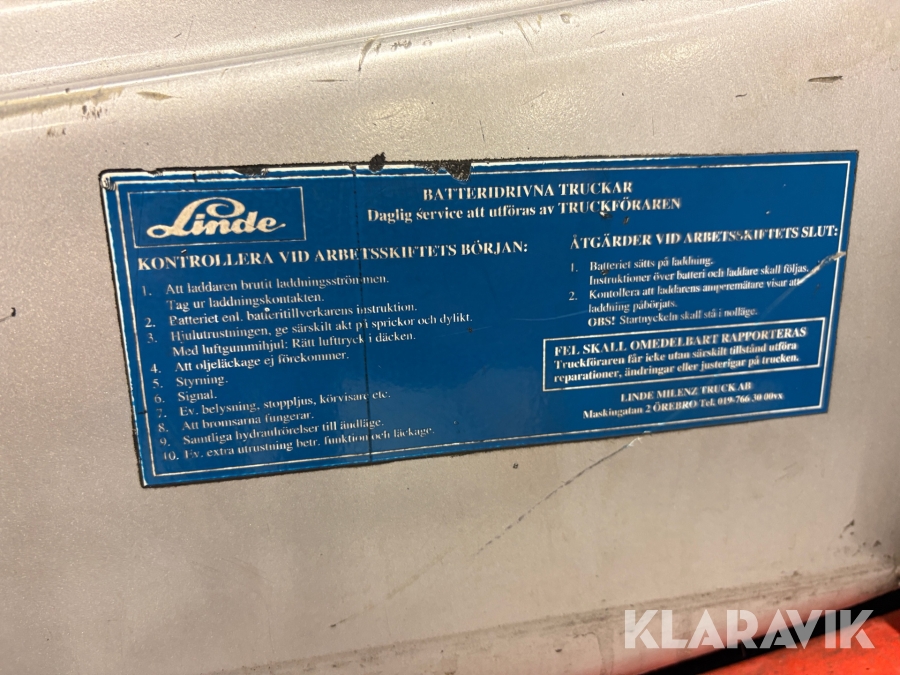 Linde
BATTERIDRIVNA TRUCKAR
Daglig service att utföras av TRUCKFÖRAREN
KONTROLLERA VID ARBETSSKIFTETS BÖRJAN:
1. Att laddaren brutit laddningsströmmen.
Tag ur laddningskontakten.
2. Batteriet enl. batteritillverkarens instruktion.
3. Hjulutrustningen, ge särskilt akt på sprickor och dylikt.
Med luftgummihjul: Rätt lufttryck i däcken.
4. Att oljeläckage ej förekommer.
5. Styrning.
6. Signal.
7. Ev. belysning, stoppljus, körvisare etc.
8. Att bromsarna fungerar.
9. Samtliga hydraulrörelser till ändläge.
10. Ev. extra utrustning betr. funktion och läckage.
ÅTGÄRDER VID ARBETSSKIFTETS SLUT:
1. Batteriet sätts på laddning.
Instruktioner över batteri och laddare skall följas.
2. Kontollera att laddarens amperemätare visar att
laddning påbörjats.
OBS! Startnyckeln skall stå i nolläge.
FEL SKALL OMEDELBART RAPPORTERAS
Truckföraren får icke utan särskilt tillstånd utföra
reparationer, ändringar eller justerigar på trucken.
LINDE MILENZ TRUCK AB
Maskingatan 2 ÖREBRO Tel. 019-766 30 00vx
KLARAVIK